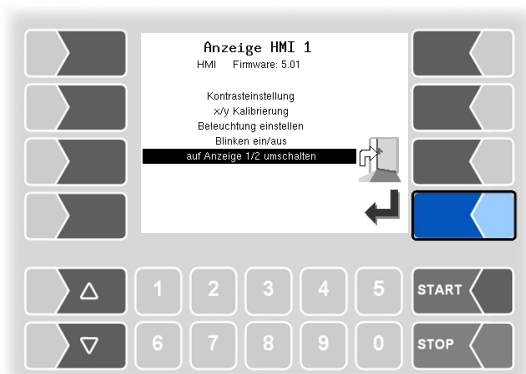 Anzeige HMI 1
HMI Firmware: 5.01
Kontrasteinstellung
x/y Kalibrierung
Beleuchtung einstellen
Blinken ein/aus
auf Anzeige 1/2 umschalten
1 2 3 4 5 START
6 7 8 9 0 STOP